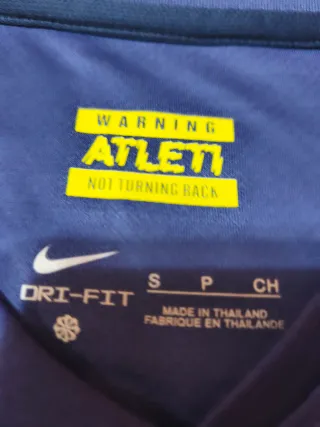 WARNING
ATLETI
NOT TURNING BACK
DRI-FIT
S P CH
MADE IN THAILAND
FABRIQUE EN THAILANDE